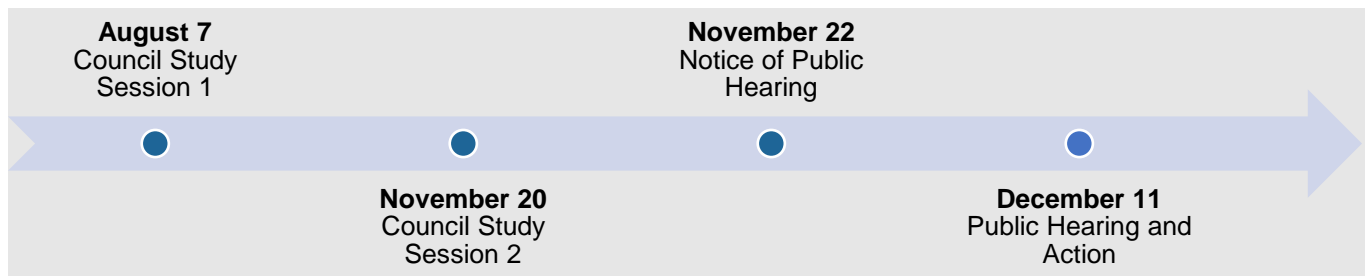 August 7
Council Study
Session 1
November 20
Council Study
Session 2
November 22
Notice of Public
Hearing
December 11
Public Hearing and
Action